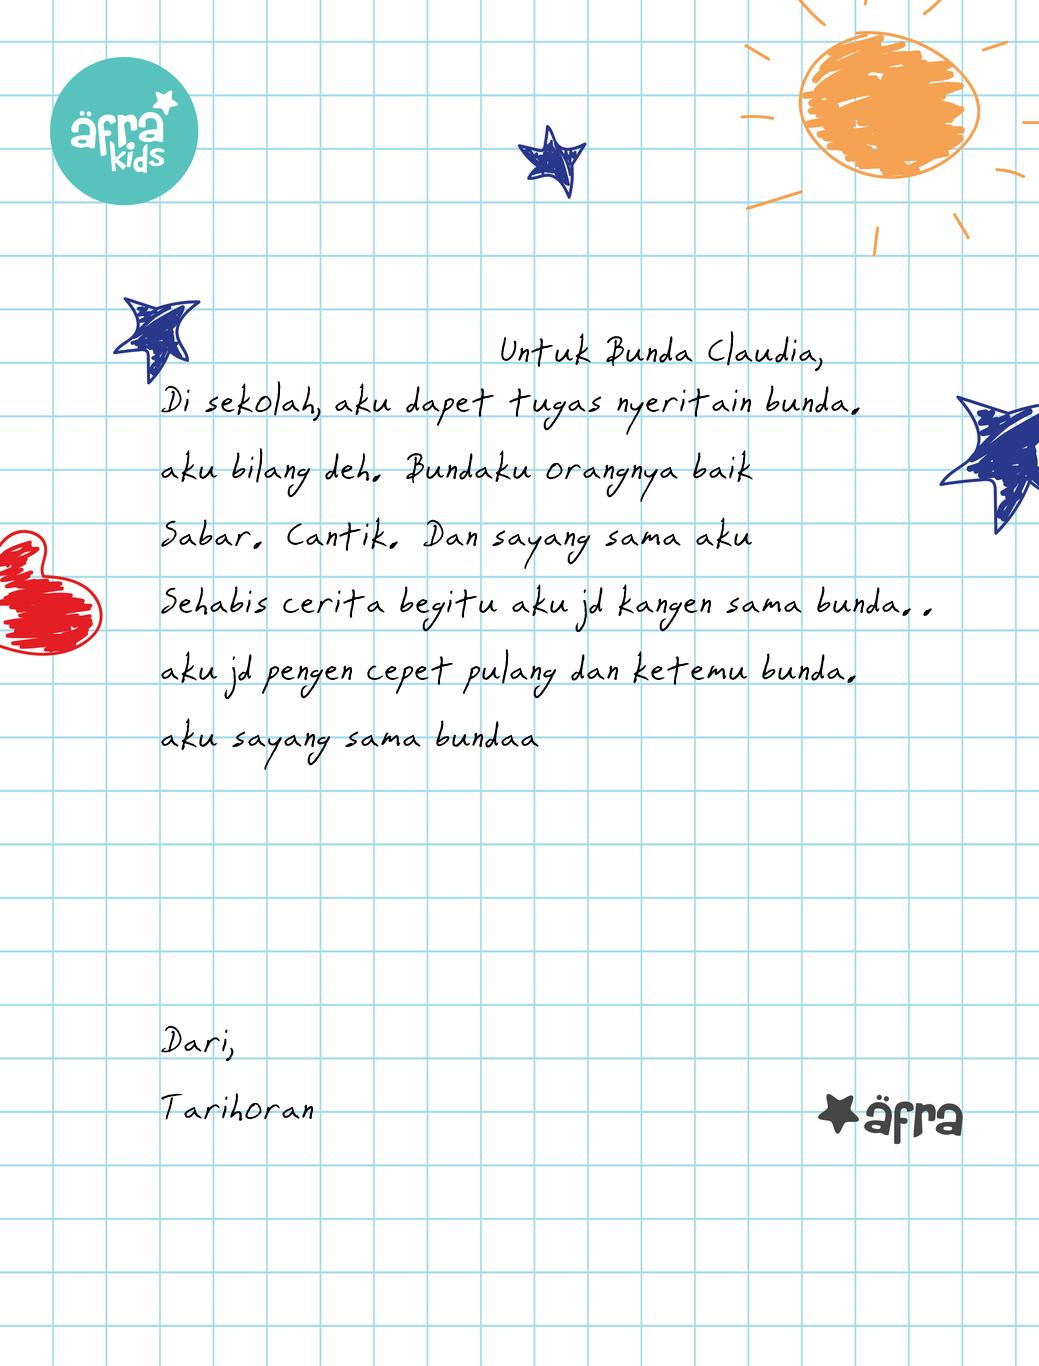 äfra
kids
Untuk Bunda Claudia,
Di sekolah, aku dapet tugas nyeritain bunda.
aku bilang deh. Bundaku orangnya baik
Sabar. Cantik. Dan sayang sama aku
Sehabis cerita begitu aku jd kangen sama bunda. .
aku jd pengen cepet pulang dan ketemu bunda.
aku sayang sama bundaa
Dari,
Tarihoran
äfra